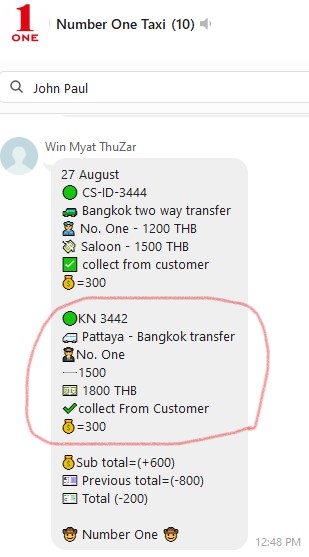 1
ONE
Number One Taxi (10)
John Paul
Win Myat ThuZar
27 August
CS-ID-3444
Bangkok two way transfer
No. One - 1200 THB
Saloon - 1500 THB
collect from customer
=300
KN 3442
Pattaya - Bangkok transfer
No. One
┈1500
1800 THB
collect From Customer
=300
Sub total=(+600)
Previous total=(-800)
Total (-200)
Number One
12:48 PM